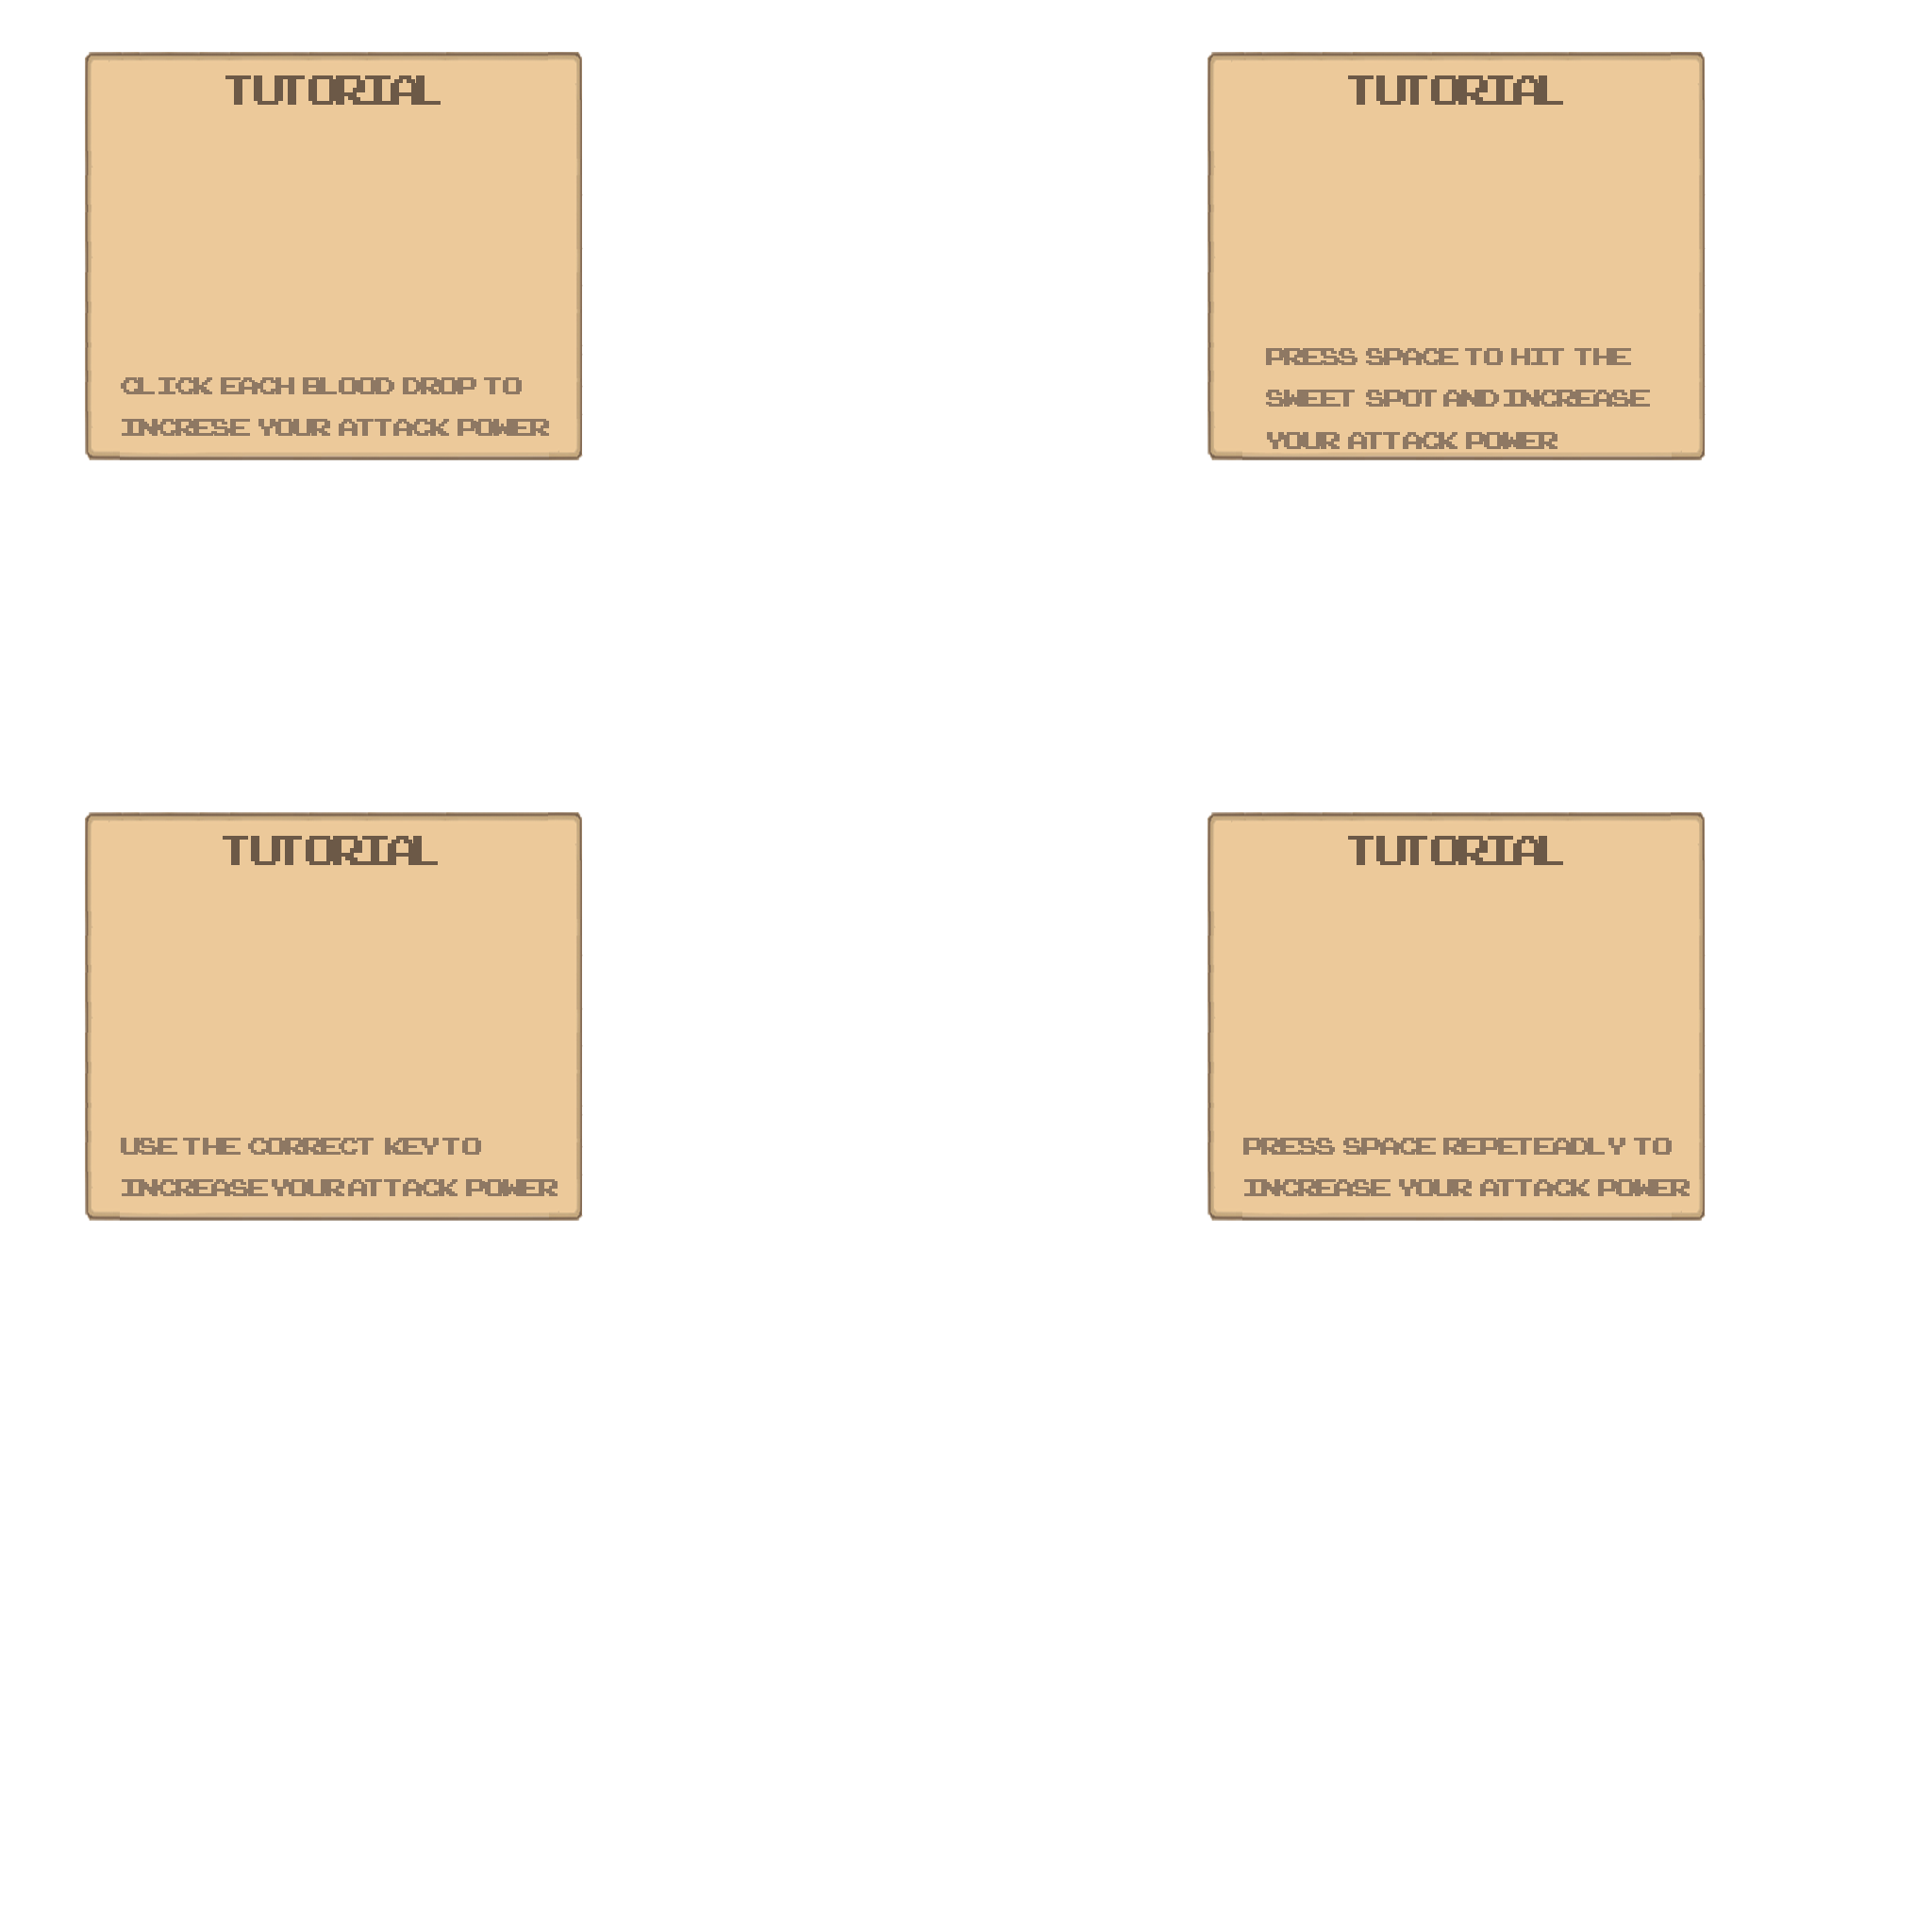 TUTORIAL
CLICK EACH BLOOD DROP TO
INCRESE YOUR ATTACK POWER
TUTORIAL
PRESS SPACE TO HIT THE
SWEET SPOT AND INCREASE
YOUR ATTACK POWER
TUTORIAL
USE THE CORRECT KEY TO
INCREASE YOUR ATTACK POWER
TUTORIAL
PRESS SPACE REPETEADLY TO
INCREASE YOUR ATTACK POWER